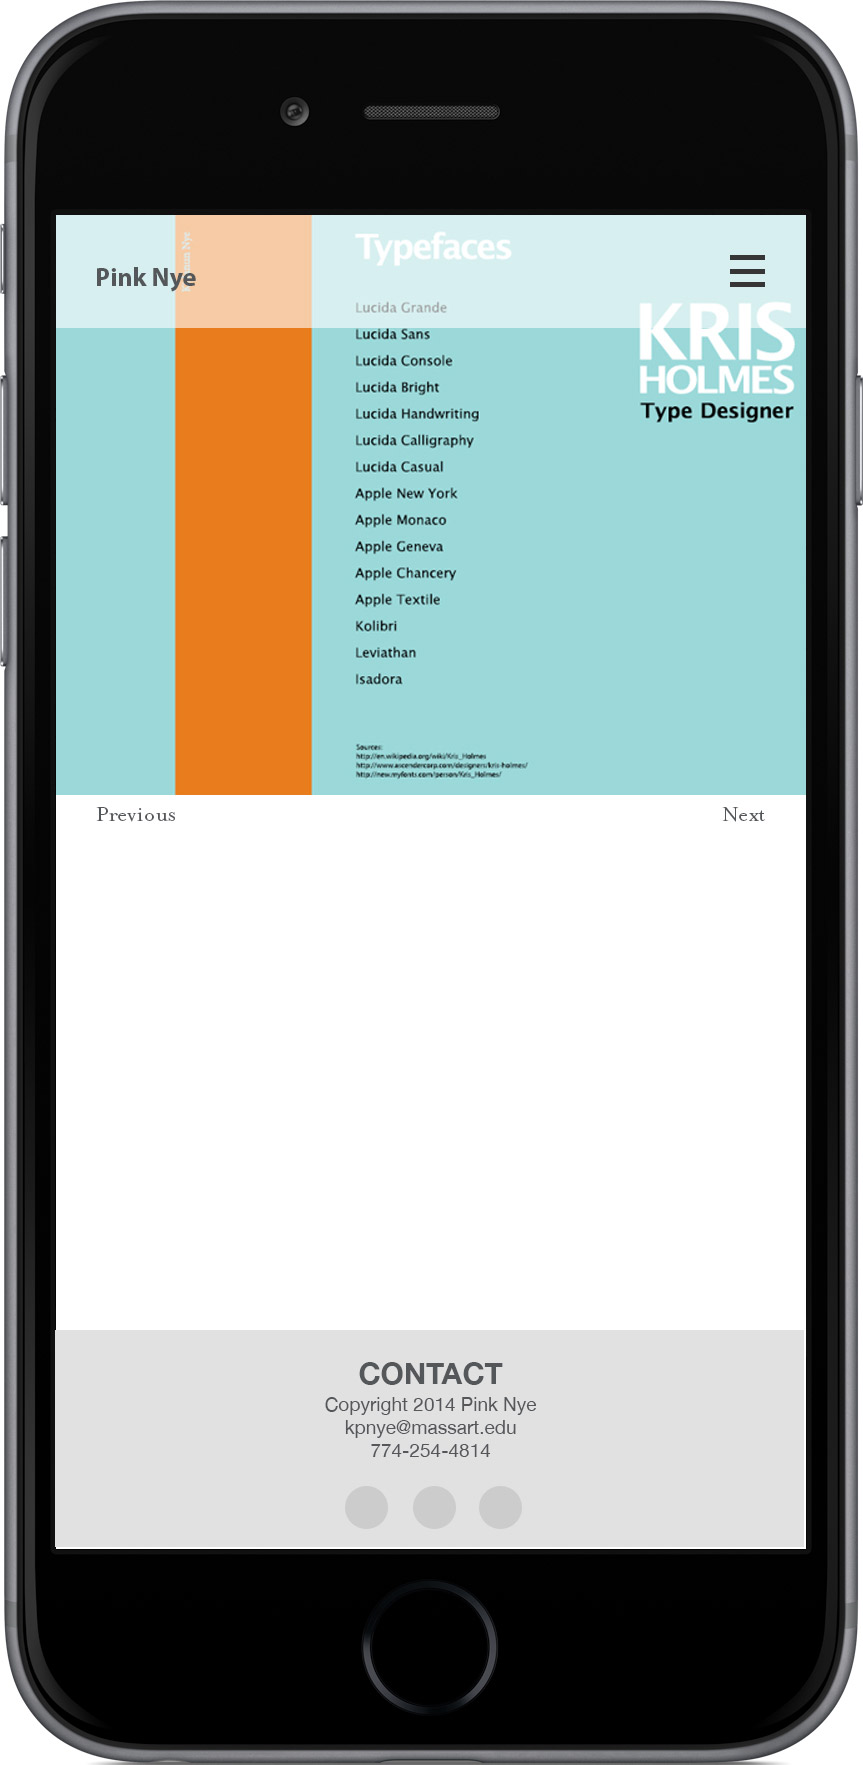 Pink Nye
Nye
Typefaces
Lucida Grande
Lucida Sans
Lucida Console
Lucida Bright
Lucida Handwriting
Lucida Calligraphy
Lucida Casual
Apple New York
Apple Monaco
Apple Geneva
Apple Chancery
Apple Textile
Kolibri
Leviathan
Isadora
Sources:
http://en.wikipedia.org/wiki/Kris_Holmes
http://www.ascendercorp.com/designers/kris-holmes/
http://new.myfonts.com/person/Kris_Holmes/
KRIS
HOLMES
Type Designer
Previous
Next
CONTACT
Copyright 2014 Pink Nye
kpnye@massart.edu
774-254-4814